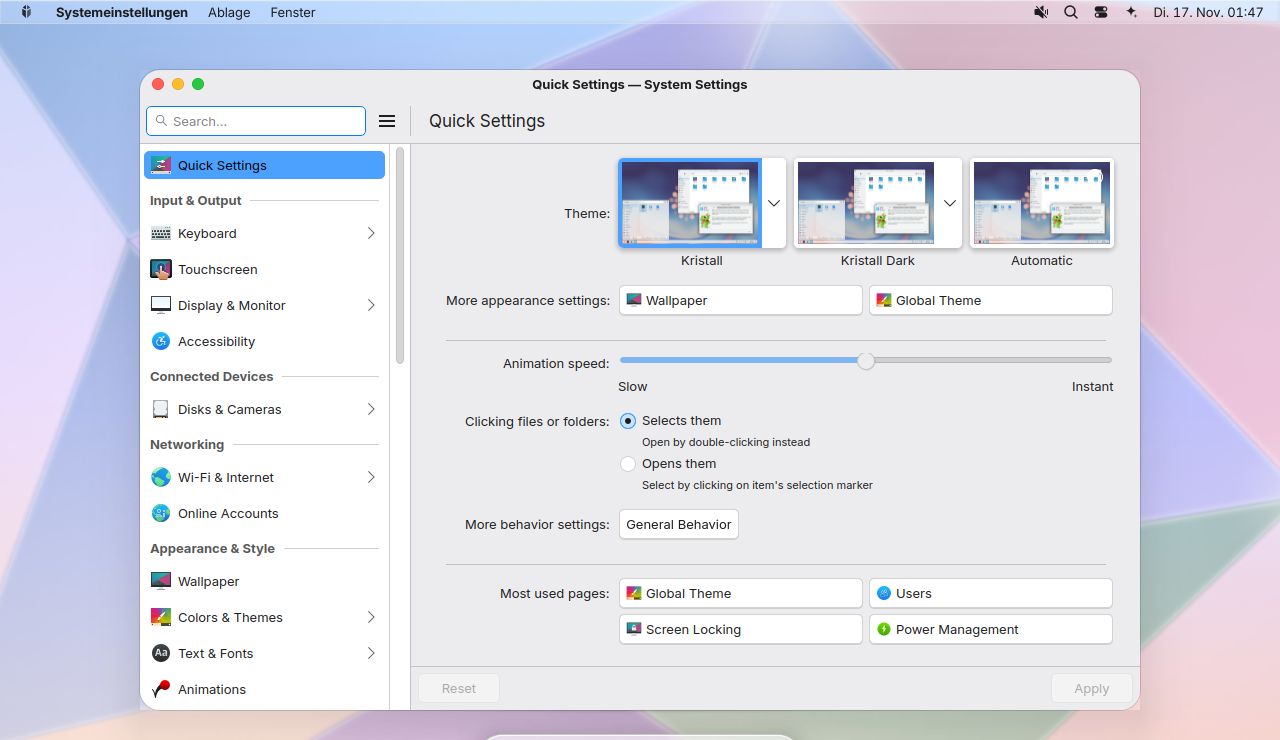 Systemeinstellungen Ablage Fenster Di. 17. Nov. 01:47
Quick Settings — System Settings
Search...
Quick Settings
Quick Settings
Input & Output
Keyboard
Touchscreen
Display & Monitor
Accessibility
Connected Devices
Disks & Cameras
Networking
Wi-Fi & Internet
Online Accounts
Appearance & Style
Wallpaper
Colors & Themes
Aa Text & Fonts
Animations
Theme:
Kristall Kristall Dark Automatic
More appearance settings: Wallpaper Global Theme
Animation speed:
Slow Instant
Clicking files or folders: Selects them
Open by double-clicking instead
Opens them
Select by clicking on item's selection marker
More behavior settings: General Behavior
Most used pages: Global Theme Users
Screen Locking Power Management
Reset Apply